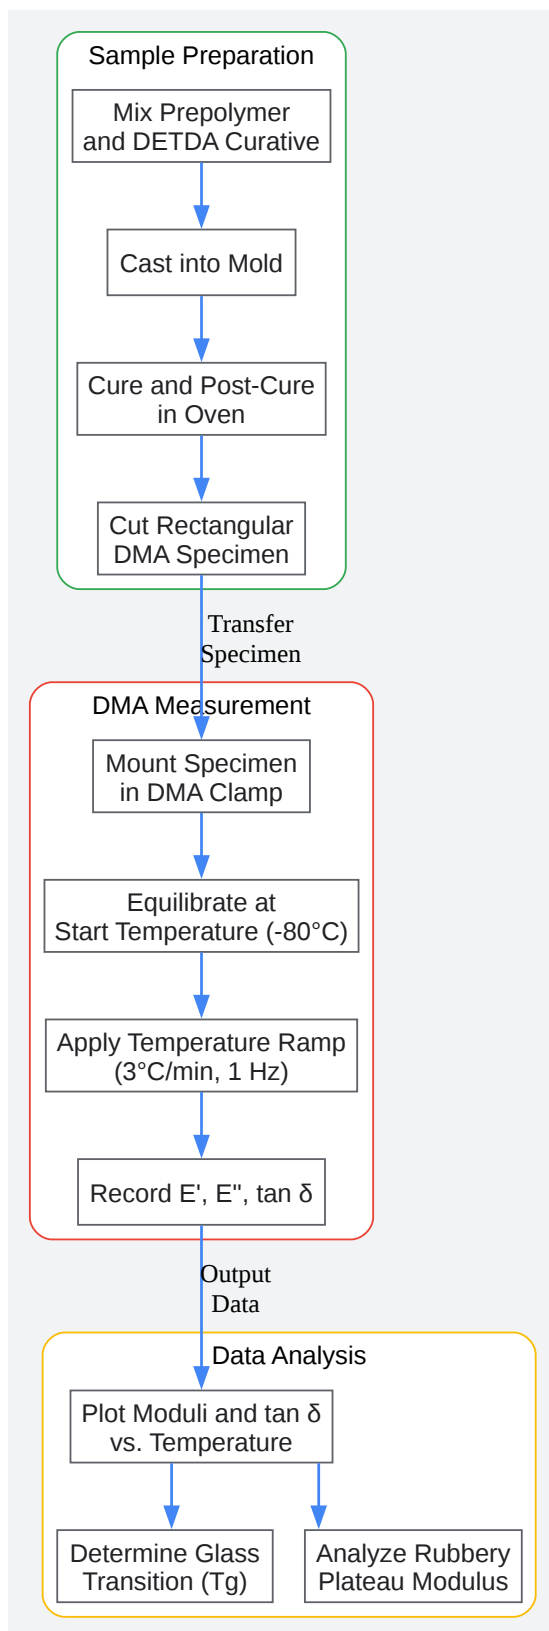 Sample Preparation
Mix Prepolymer
and DETDA Curative
Cast into Mold
Cure and Post-Cure
in Oven
Cut Rectangular
DMA Specimen
Transfer
Specimen
DMA Measurement
Mount Specimen
in DMA Clamp
Equilibrate at
Start Temperature (-80°C)
Apply Temperature Ramp
(3°C/min, 1 Hz)
Record E', E'', tan δ
Output
Data
Data Analysis
Plot Moduli and tan δ
vs. Temperature
Determine Glass
Transition (Tg)
Analyze Rubbery
Plateau Modulus